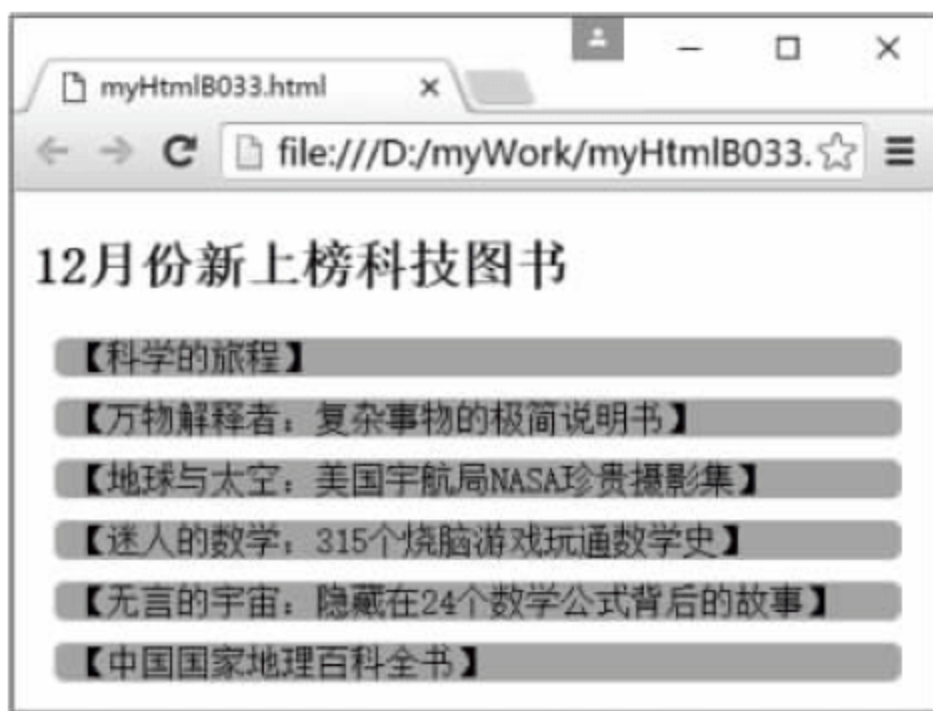 myHtmlB033.html
file:///D:/myWork/myHtmlB033.
12月份新上榜科技图书
【科学的旅程】
【万物解释者：复杂事物的极简说明书】
【地球与太空：美国宇航局NASA珍贵摄影集】
【迷人的数学：315个烧脑游戏玩通数学史】
【无言的宇宙：隐藏在24个数学公式背后的故事】
【中国国家地理百科全书】